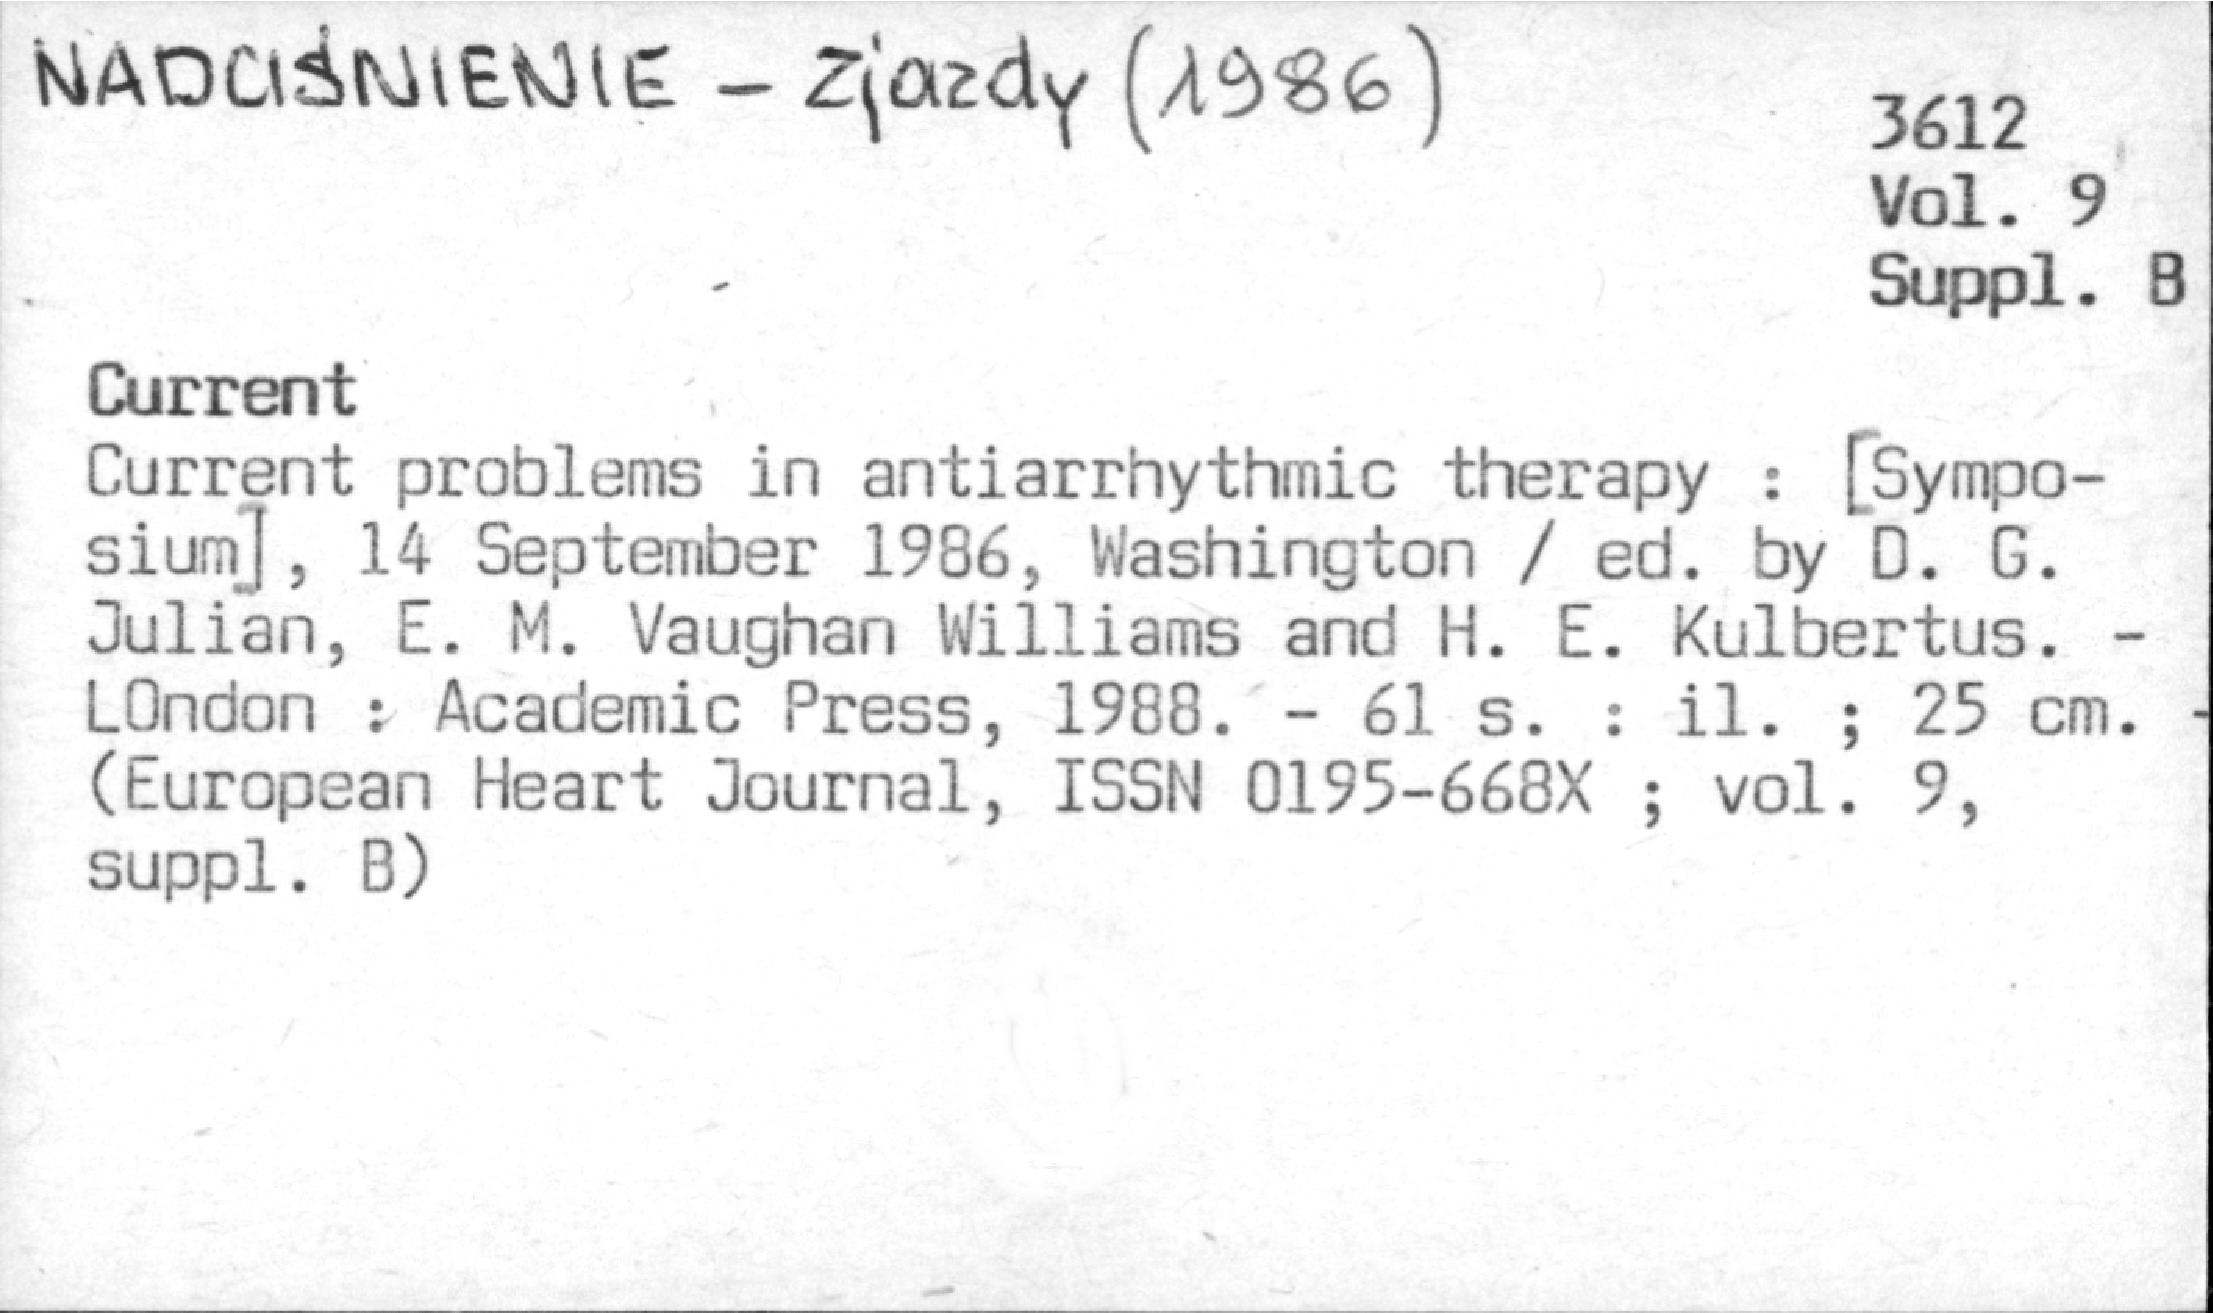 NADCIŚNIENIE – Zjazdy (1986)
3612
Vol. 9
Suppl. B
Current
Current problems in antiarrhythmic therapy : [Sympo-
sium], 14 September 1986, Washington / ed. by D. G.
Julian, E. M. Vaughan Williams and H. E. Kulbertus. -
LOndon : Academic Press, 1988. - 61 s. : il. ; 25 cm. -
(European Heart Journal, ISSN 0195-668X ; vol. 9,
suppl. B)